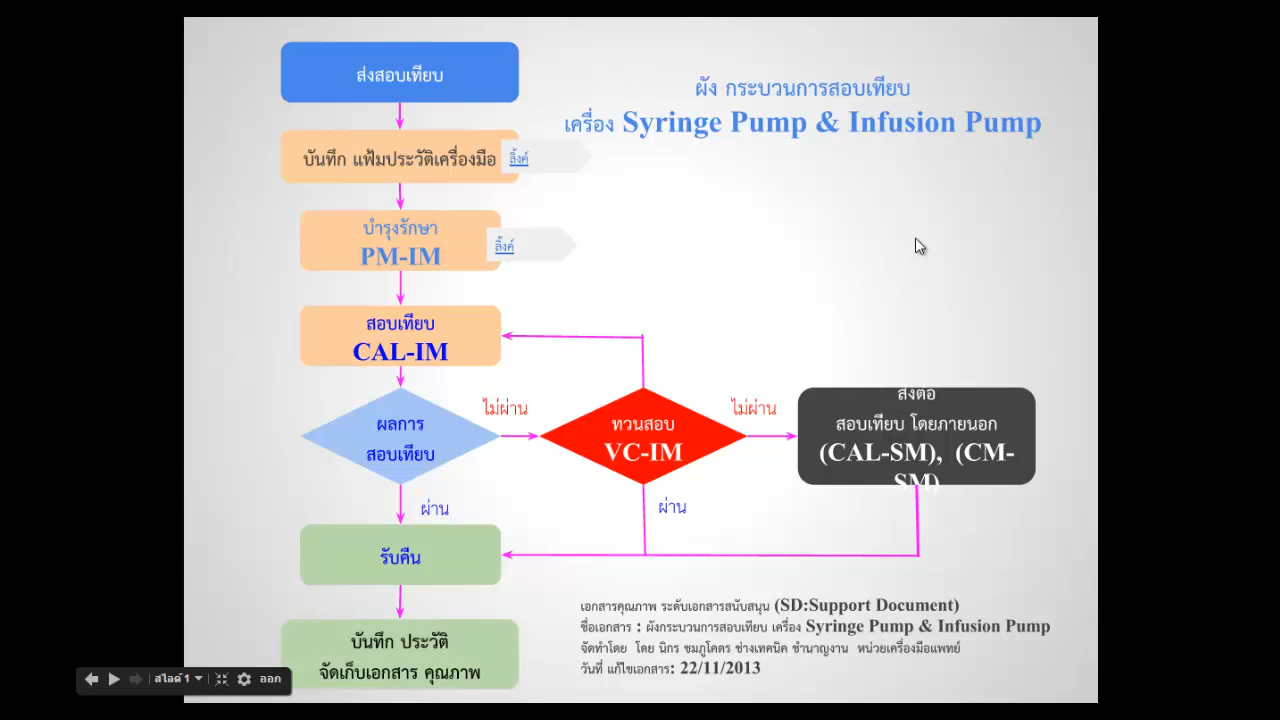 ส่งสอบเทียบ
ผัง กระบวนการสอบเทียบ
เครื่อง Syringe Pump & Infusion Pump
บันทึก แฟ้มประวัติเครื่องมือ
ลิ้งค์
บำรุงรักษา
PM-IM
ลิ้งค์
สอบเทียบ
CAL-IM
ผลการ
สอบเทียบ
ไม่ผ่าน
ทวนสอบ
VC-IM
ไม่ผ่าน
ส่งต่อ
สอบเทียบ โดยภายนอก
(CAL-SM), (CM-
SM)
ผ่าน
ผ่าน
รับคืน
บันทึก ประวัติ
จัดเก็บเอกสาร คุณภาพ
เอกสารคุณภาพ ระดับเอกสารสนับสนุน (SD:Support Document)
ชื่อเอกสาร : ผังกระบวนการสอบเทียบ เครื่อง Syringe Pump & Infusion Pump
จัดทำโดย โดย นิกร ชมภูโคตร ช่างเทคนิค ชำนาญงาน หน่วยเครื่องมือแพทย์
วันที่ แก้ไขเอกสาร: 22/11/2013
สไลด์ 1
ออก